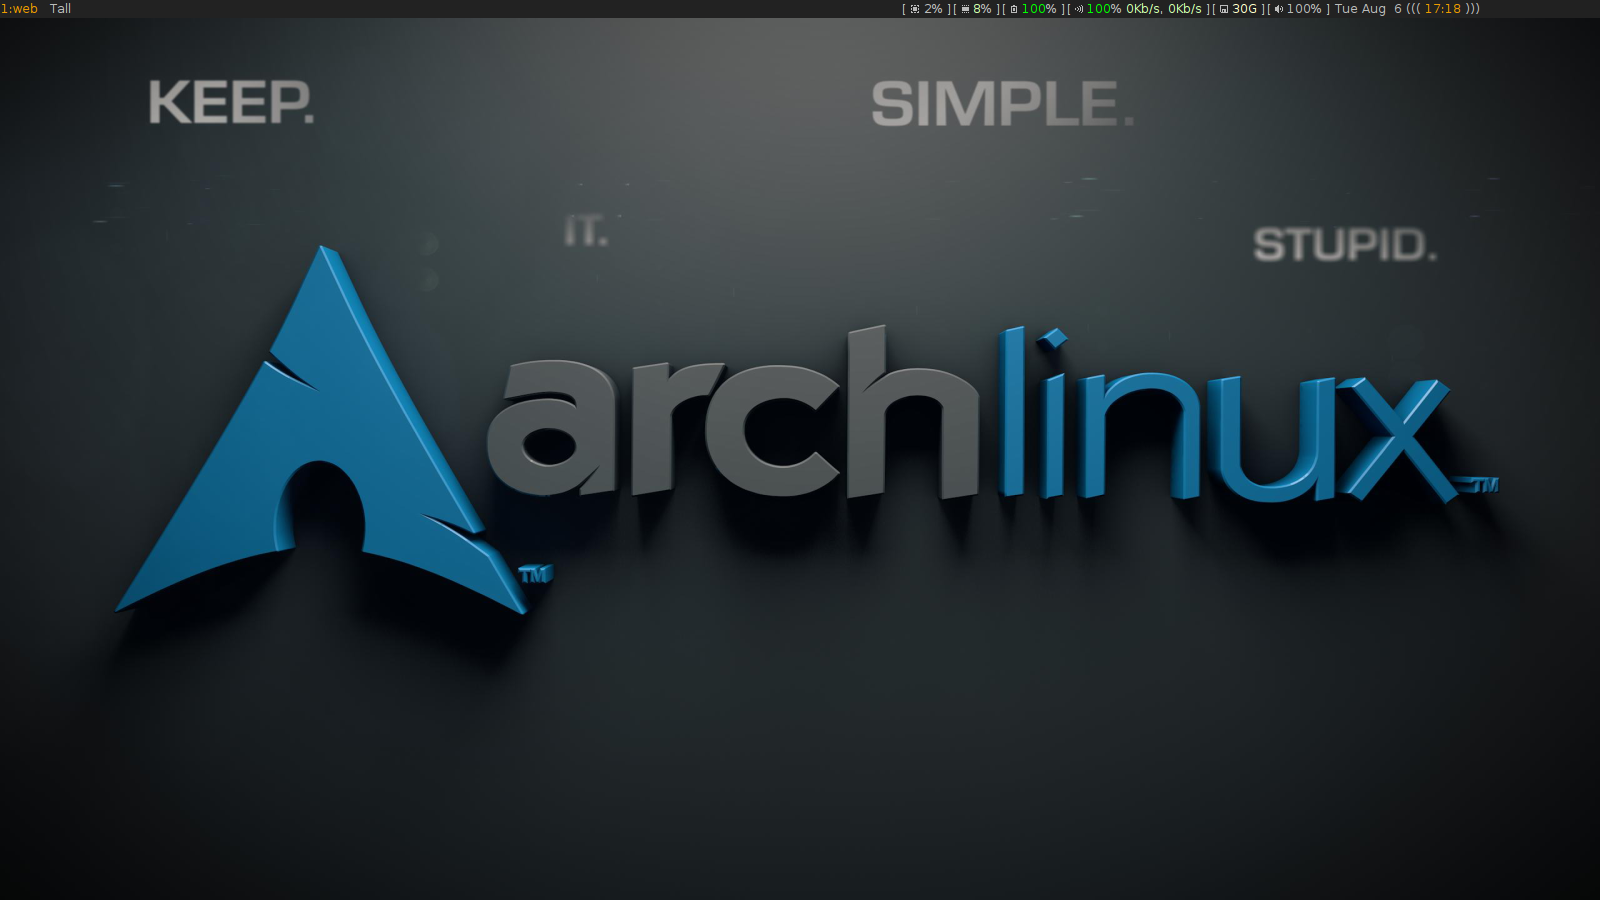 1:web Tall [ 2% ][ 8% ][ 100% ][ 100% 0Kb/s, 0Kb/s ][ 30G ][ 100% ] Tue Aug 6 ((( 17:18 )))
KEEP. SIMPLE.
IT. STUPID.
archlinux ™
™